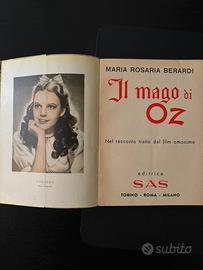 MARIA ROSARIA BERARDI
Il mago di
OZ
Nel racconto tratto dal film omonimo
editrice
SAS
TORINO - ROMA - MILANO
subito